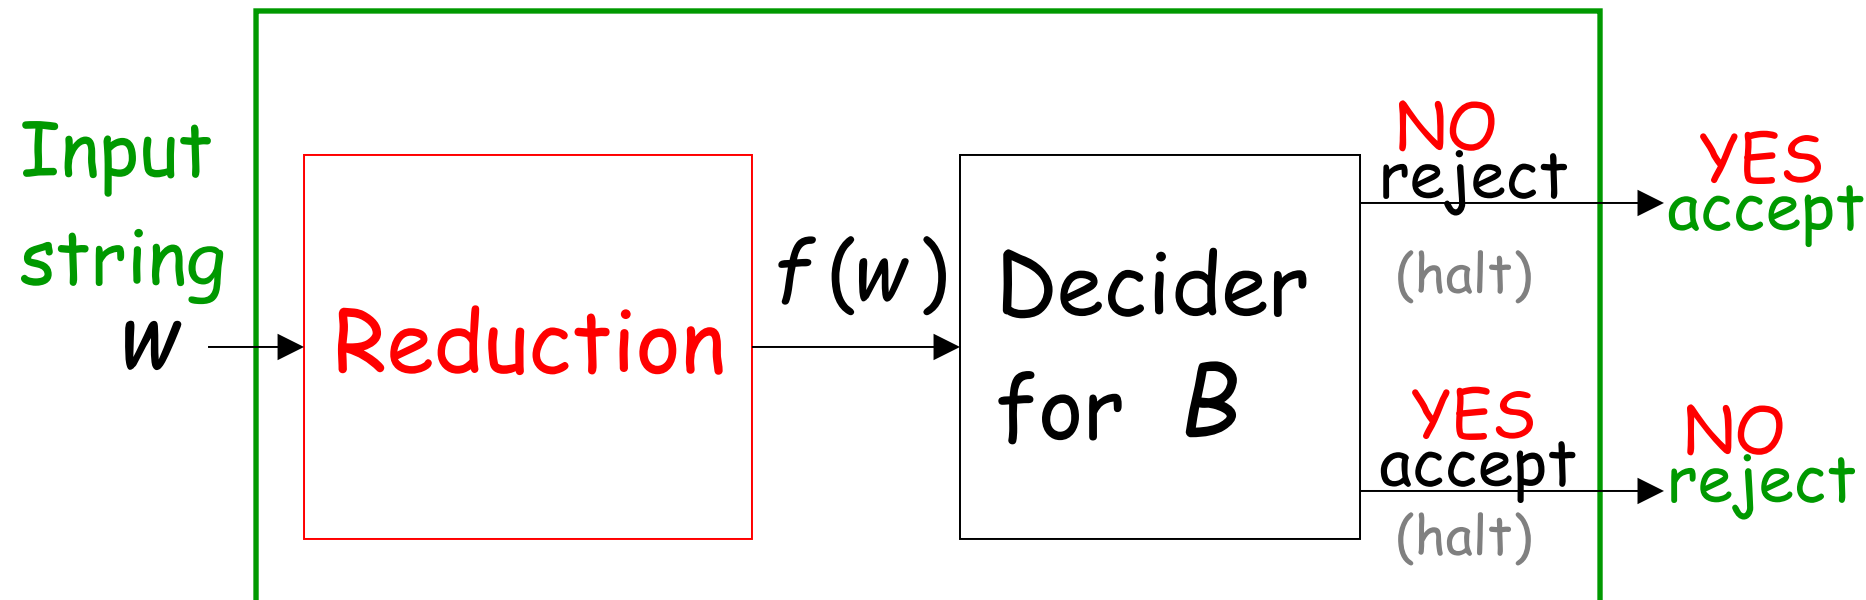 Input
string
w
Reduction
f(w)
Decider
for B
NO
reject
(halt)
YES
accept
(halt)
YES
accept
NO
reject